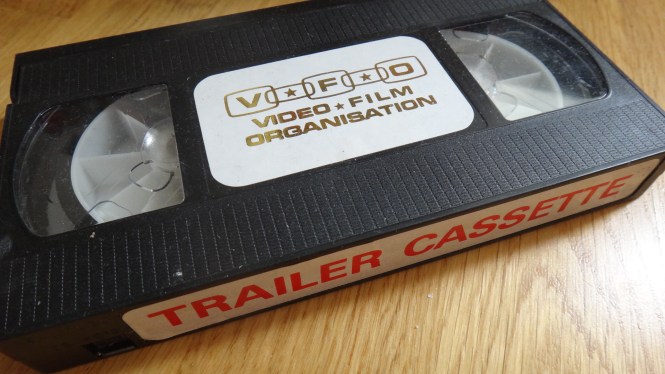 V★F★O
VIDEO★FILM
ORGANISATION
TRAILER CASSETTE